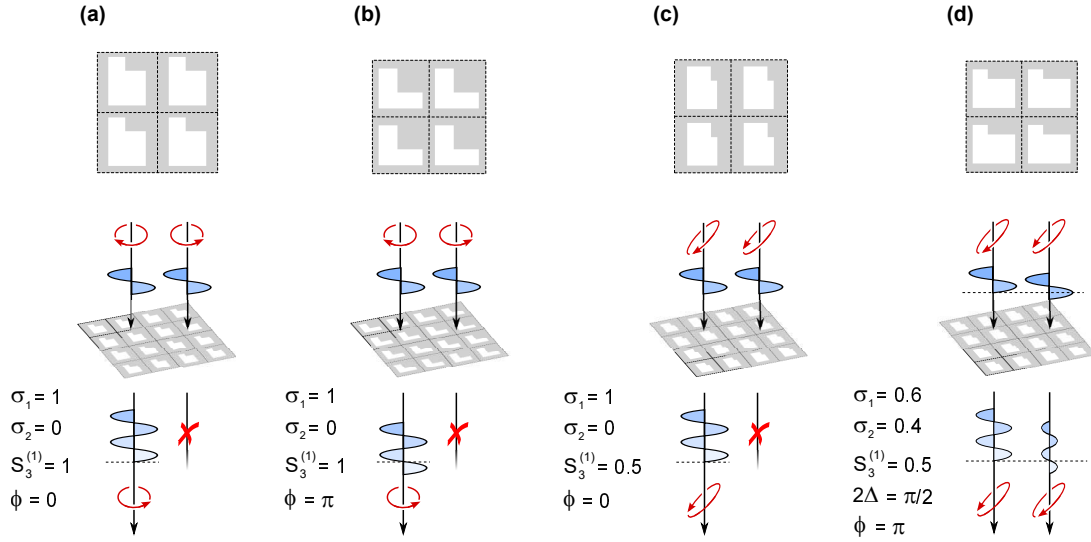 (a)
(b)
(c)
(d)
σ₁ = 1
σ₂ = 0
S₃⁽¹⁾ = 1
ϕ = 0
σ₁ = 1
σ₂ = 0
S₃⁽¹⁾ = 1
ϕ = π
σ₁ = 1
σ₂ = 0
S₃⁽¹⁾ = 0.5
ϕ = 0
σ₁ = 0.6
σ₂ = 0.4
S₃⁽¹⁾ = 0.5
2Δ = π/2
ϕ = π